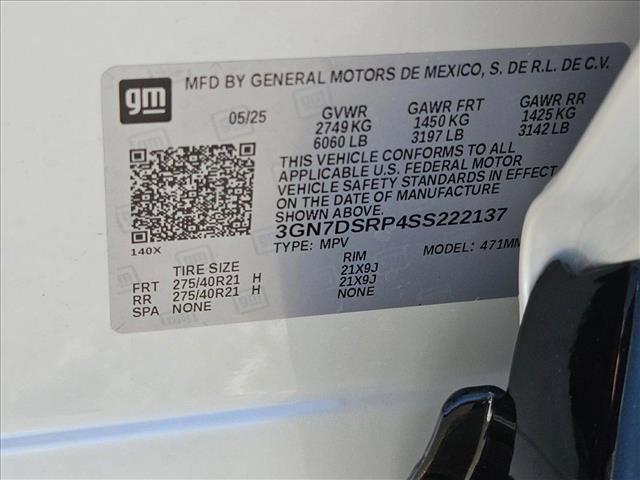 gm
MFD BY GENERAL MOTORS DE MEXICO, S. DE R.L. DE C.V.
05/25 GVWR GAWR FRT GAWR RR
2749 KG 1450 KG 1425 KG
6060 LB 3197 LB 3142 LB
THIS VEHICLE CONFORMS TO ALL
APPLICABLE U.S. FEDERAL MOTOR
VEHICLE SAFETY STANDARDS IN EFFECT
ON THE DATE OF MANUFACTURE
SHOWN ABOVE.
3GN7DSRP4SS222137
140X TYPE: MPV MODEL: 471MM
TIRE SIZE RIM
FRT 275/40R21 H 21X9J
RR 275/40R21 H 21X9J
SPA NONE NONE